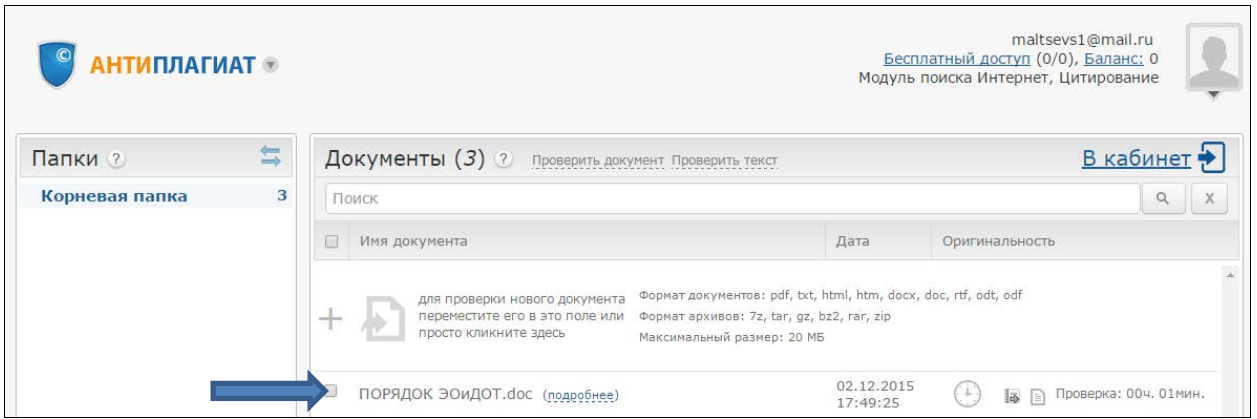 ©
АНТИПЛАГИАТ
maltsevs1@mail.ru
Бесплатный доступ (0/0), Баланс: 0
Модуль поиска Интернет, Цитирование
Папки ?
Корневая папка 3
Документы (3) ? Проверить документ Проверить текст В кабинет
Поиск X
Имя документа Дата Оригинальность
для проверки нового документа
переместите его в это поле или
просто кликните здесь
Формат документов: pdf, txt, html, htm, docx, doc, rtf, odt, odf
Формат архивов: 7z, tar, gz, bz2, rar, zip
Максимальный размер: 20 МБ
ПОРЯДОК ЭОиДОТ.doc (подробнее) 02.12.2015
17:49:25
Проверка: 00ч. 01мин.